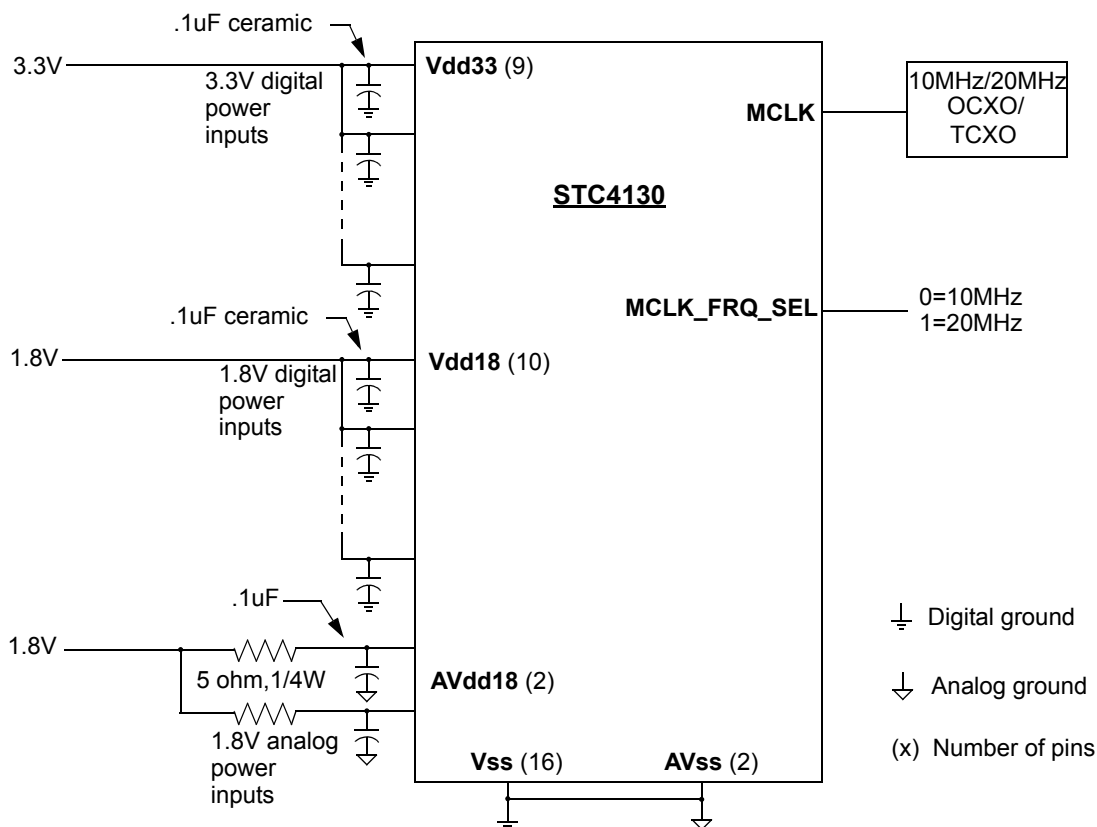 .1uF ceramic
3.3V
3.3V digital
power
inputs
Vdd33 (9)
MCLK
10MHz/20MHz
OCXO/
TCXO
STC4130
MCLK_FRQ_SEL
0=10MHz
1=20MHz
.1uF ceramic
1.8V
1.8V digital
power
inputs
Vdd18 (10)
.1uF
1.8V
5 ohm,1/4W
AVdd18 (2)
1.8V analog
power
inputs
Vss (16)
AVss (2)
Digital ground
Analog ground
(x) Number of pins